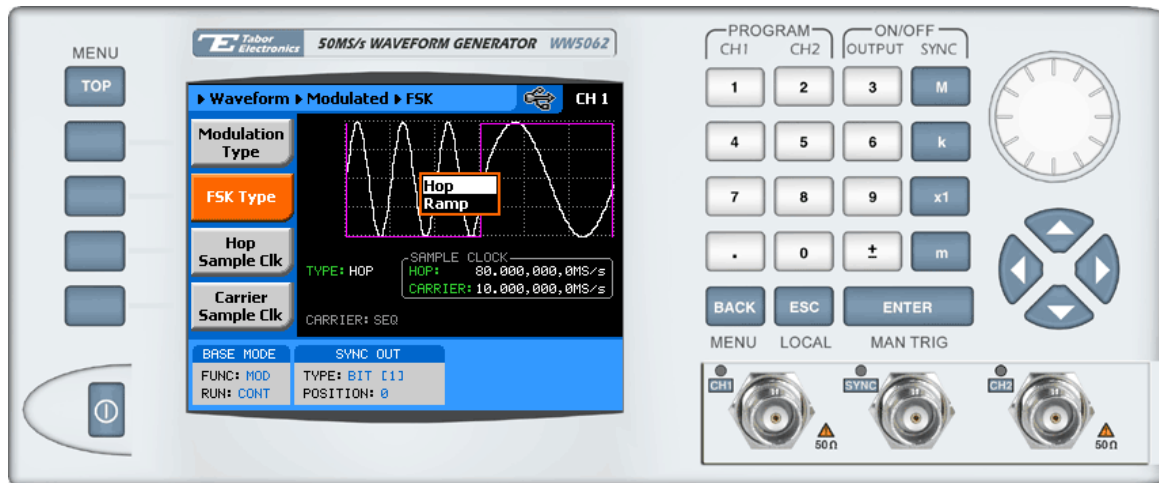 MENU
TOP
Tabor
Electronics
50MS/s WAVEFORM GENERATOR WW5062
▶ Waveform ▶ Modulated ▶ FSK
CH 1
Modulation
Type
FSK Type
Hop
Sample Clk
Carrier
Sample Clk
Hop
Ramp
TYPE: HOP
SAMPLE CLOCK
HOP: 80.000,000,0MS/s
CARRIER: 10.000,000,0MS/s
CARRIER: SEQ
BASE MODE
FUNC: MOD
RUN: CONT
SYNC OUT
TYPE: BIT [1]
POSITION: 0
PROGRAM
CH1 CH2
ON/OFF
OUTPUT SYNC
1 2 3 M
4 5 6 k
7 8 9 x1
. 0 ± m
BACK ESC ENTER
MENU LOCAL MAN TRIG
CH1
50Ω
SYNC
CH2
50Ω